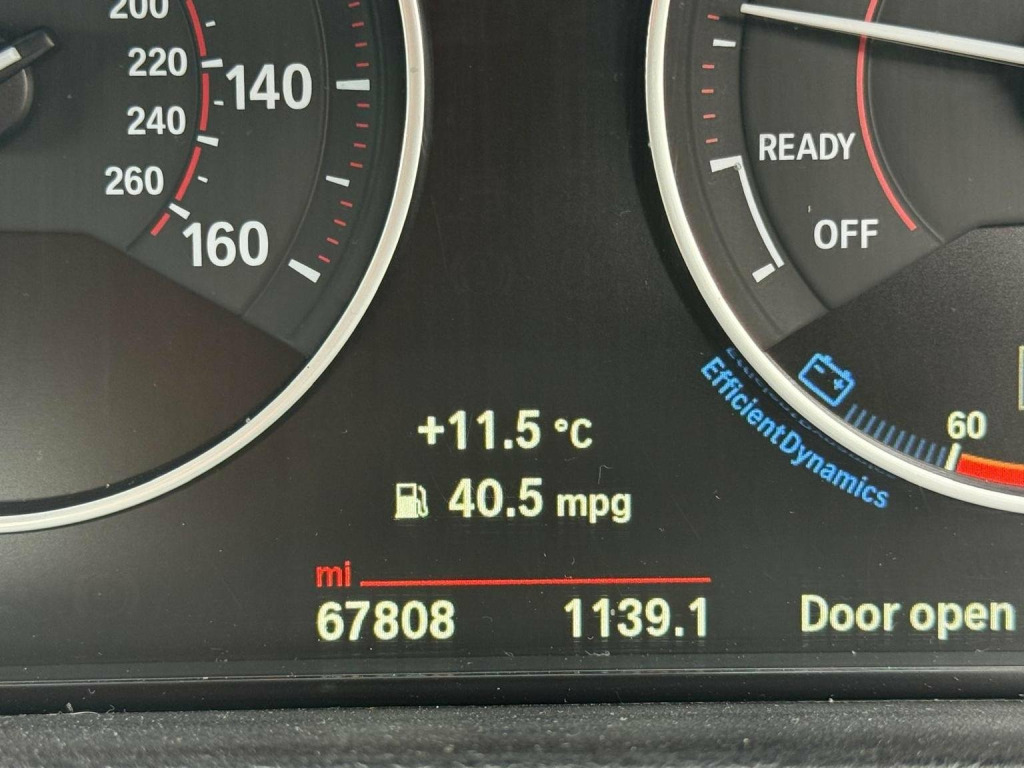 200
220
240
260
140
160
READY
OFF
EfficientDynamics
60
+11.5 °C
40.5 mpg
mi
67808 1139.1 Door open